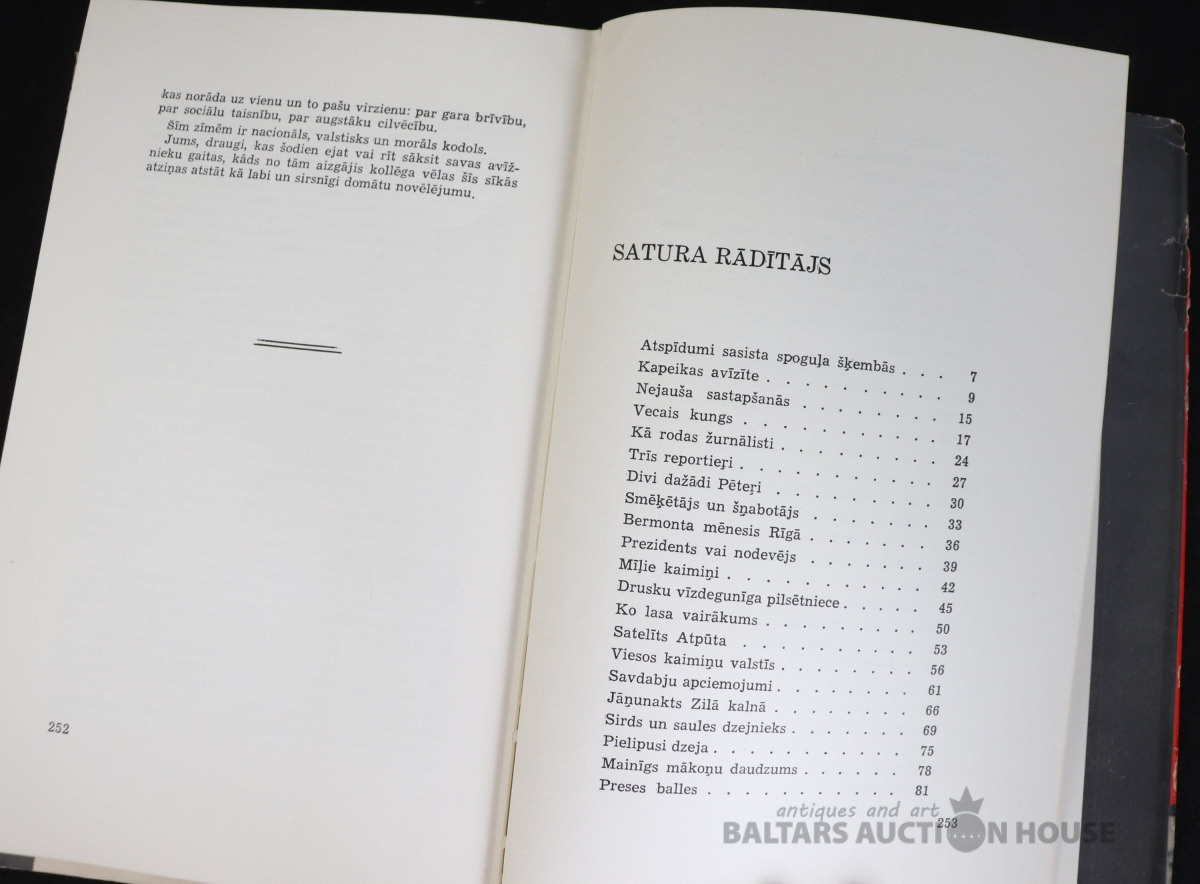 kas norāda uz vienu un to pašu virzienu: par gara brīvību,
par sociālu taisnību, par augstāku cilvēcību.
Šīm zīmēm ir nacionāls, valstisks un morāls kodols.
Jums, draugi, kas šodien ejat vai rīt sāksit savas avīž-
nieku gaitas, kāds no tām aizgājis kollēga vēlas šīs sīkās
atziņas atstāt kā labi un sirsnīgi domātu novēlējumu.
252
SATURA RĀDĪTĀJS
Atspīdumi sasista spoguļa šķembās . . . 7
Kapeikas avīzīte . . . . . . . . . . 9
Nejauša sastapšanās . . . . . . . . 15
Vecais kungs . . . . . . . . . . . 17
Kā rodas žurnālisti . . . . . . . . . 24
Trīs reportieŗi . . . . . . . . . . . 27
Divi dažādi Pēteŗi . . . . . . . . . 30
Smēķētājs un šņabotājs . . . . . . . 33
Bermonta mēnesis Rīgā . . . . . . . 36
Prezidents vai nodevējs . . . . . . . 39
Mīļie kaimiņi . . . . . . . . . . . 42
Drusku vīzdegunīga pilsētniece . . . . . 45
Ko lasa vairākums . . . . . . . . . 50
Satelīts Atpūta . . . . . . . . . . 53
Viesos kaimiņu valstīs . . . . . . . . 56
Savdabju apciemojumi . . . . . . . . 61
Jāņunakts Zilā kalnā . . . . . . . . 66
Sirds un saules dzejnieks . . . . . . . 69
Pielipusi dzeja . . . . . . . . . . . 75
Mainīgs mākoņu daudzums . . . . . . 78
Preses balles . . . . . . . . . . . 81
253
antiques and art
BALTARS AUCTION HOUSE